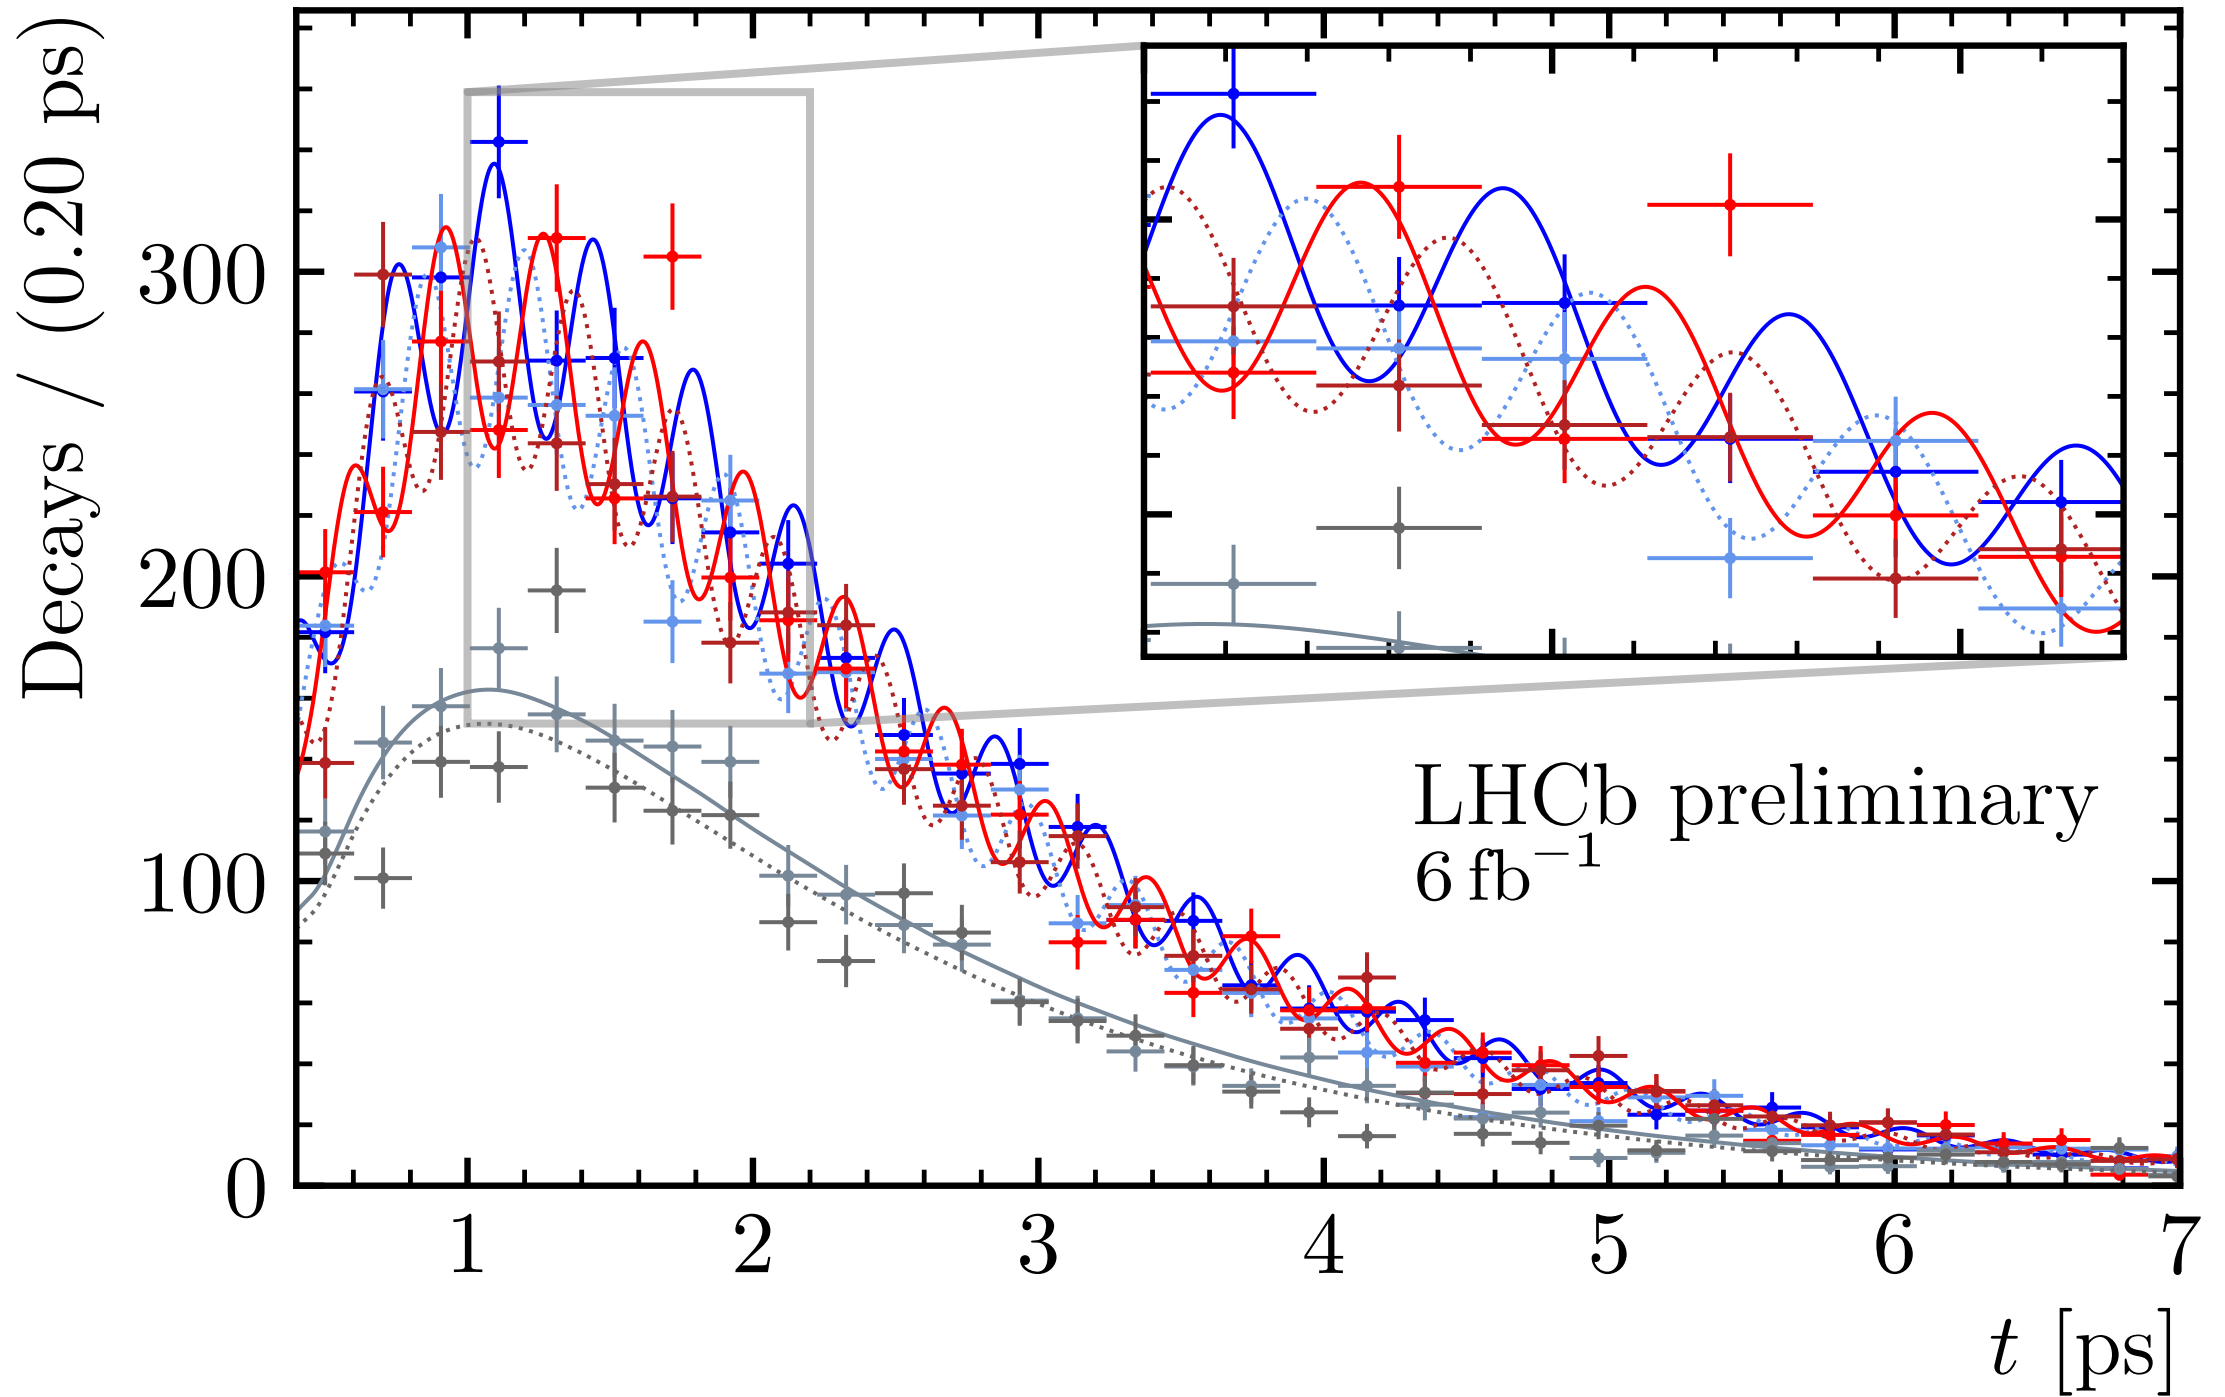 Decays / (0.20 ps)
300
200
100
0
LHCb preliminary
6 fb⁻¹
1 2 3 4 5 6 7
t [ps]